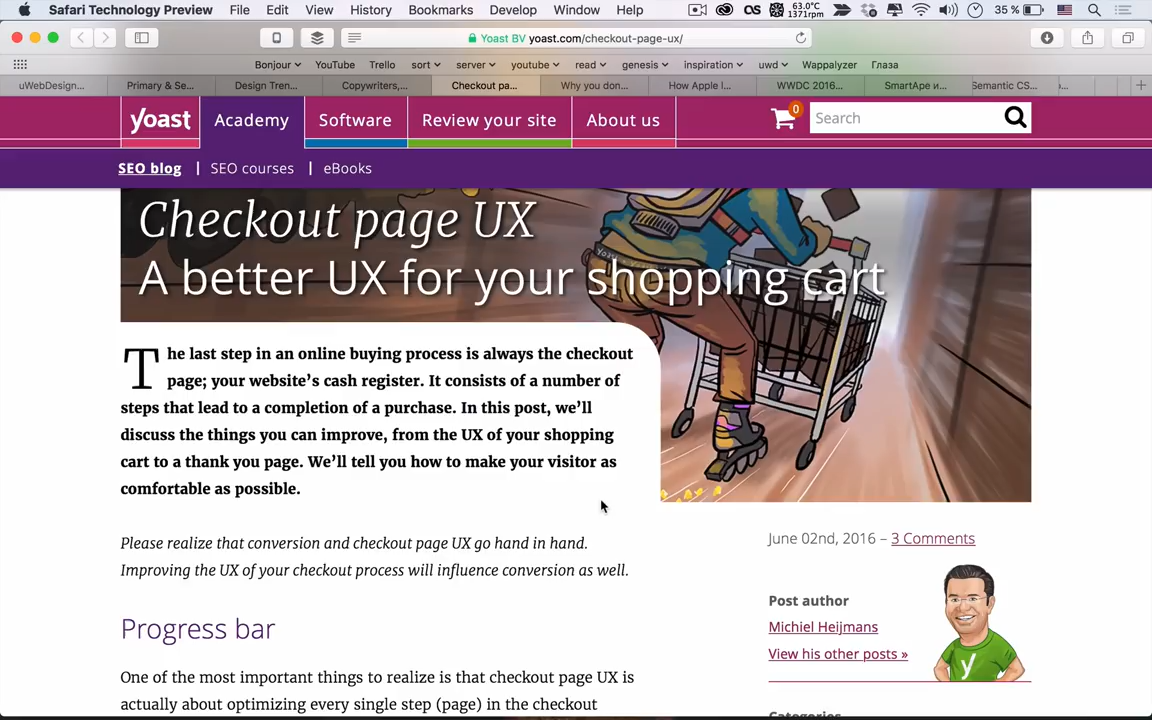 Safari Technology Preview File Edit View History Bookmarks Develop Window Help 63.0°C 1371rpm 35 %
Yoast BV yoast.com/checkout-page-ux/
Bonjour YouTube Trello sort server youtube read genesis inspiration uwd Wappalyzer Глаза
uWebDesign... Primary & Se... Design Tren... Copywriters,... Checkout pa... Why you don... How Apple l... WWDC 2016... SmartApe и... Semantic CS...
yoast Academy Software Review your site About us 0 Search
SEO blog | SEO courses | eBooks
Checkout page UX
A better UX for your shopping cart
The last step in an online buying process is always the checkout
page; your website’s cash register. It consists of a number of
steps that lead to a completion of a purchase. In this post, we’ll
discuss the things you can improve, from the UX of your shopping
cart to a thank you page. We’ll tell you how to make your visitor as
comfortable as possible.
Please realize that conversion and checkout page UX go hand in hand.
Improving the UX of your checkout process will influence conversion as well.
Progress bar
One of the most important things to realize is that checkout page UX is
actually about optimizing every single step (page) in the checkout
June 02nd, 2016 – 3 Comments
Post author
Michiel Heijmans
View his other posts »
Categories